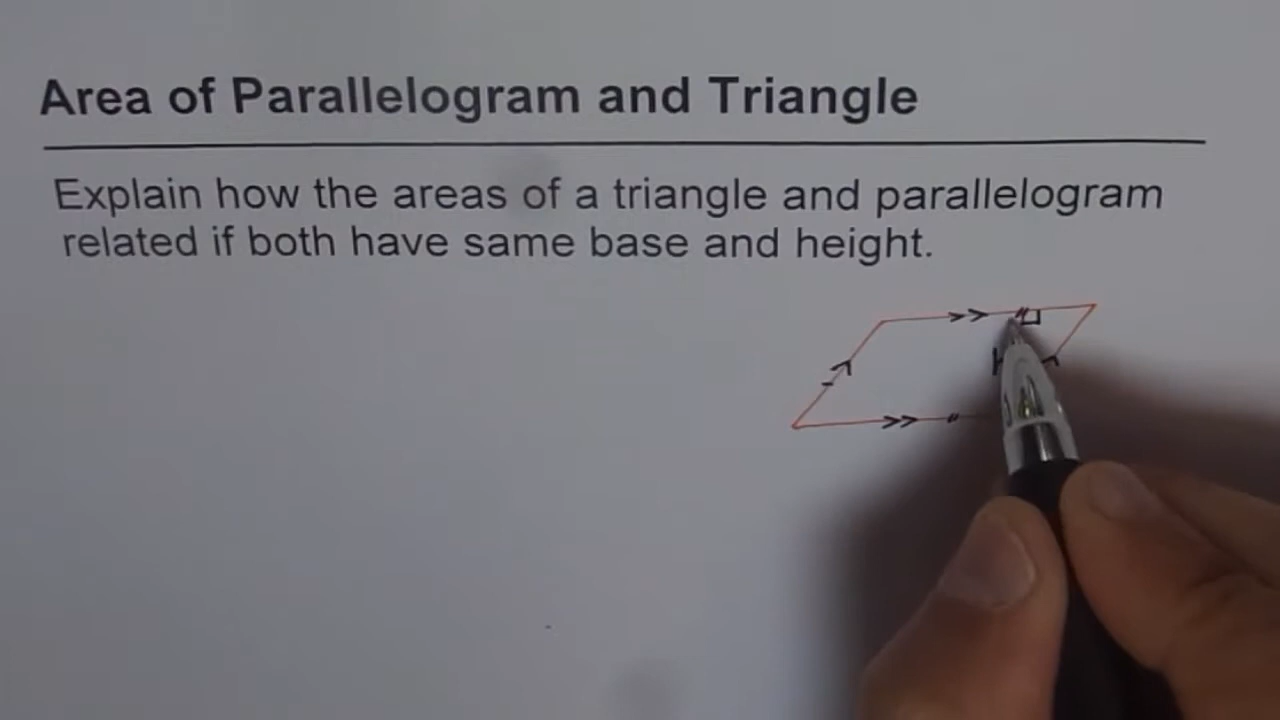 Area of Parallelogram and Triangle
Explain how the areas of a triangle and parallelogram
related if both have same base and height.